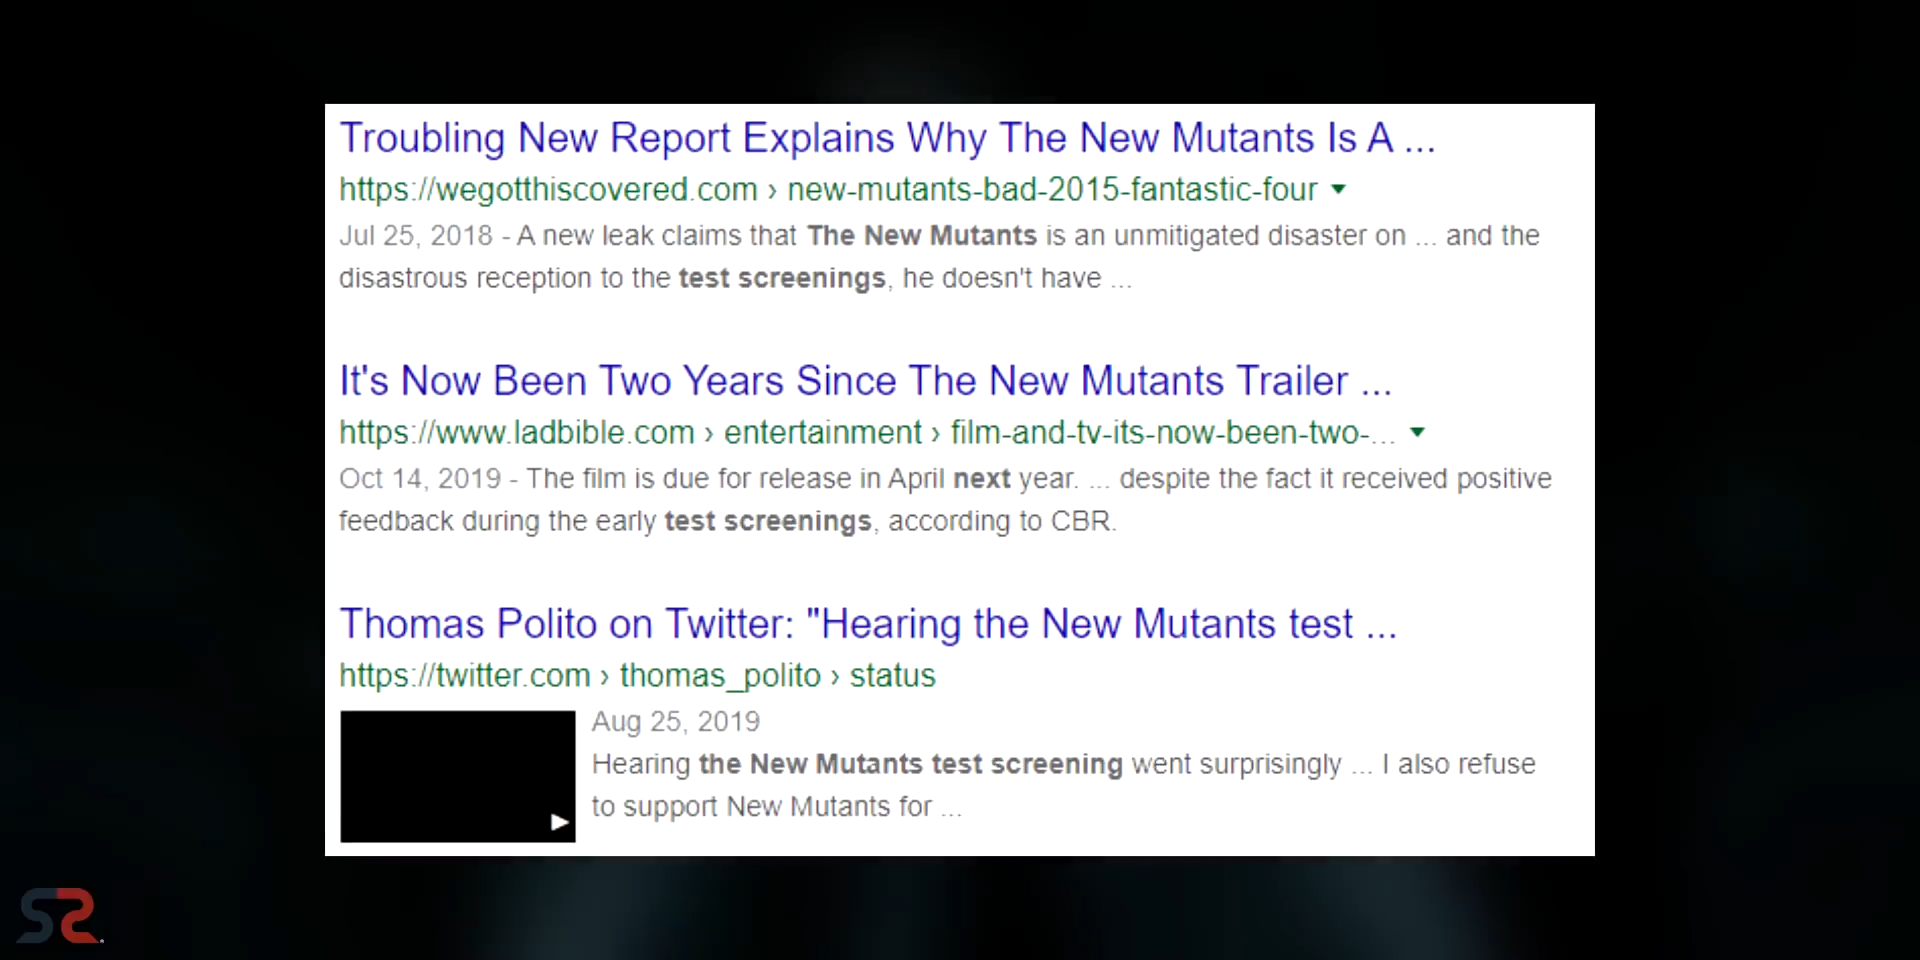 Troubling New Report Explains Why The New Mutants Is A ...
https://wegotthiscovered.com › new-mutants-bad-2015-fantastic-four
Jul 25, 2018 - A new leak claims that The New Mutants is an unmitigated disaster on ... and the
disastrous reception to the test screenings, he doesn't have ...
It's Now Been Two Years Since The New Mutants Trailer ...
https://www.ladbible.com › entertainment › film-and-tv-its-now-been-two-...
Oct 14, 2019 - The film is due for release in April next year. ... despite the fact it received positive
feedback during the early test screenings, according to CBR.
Thomas Polito on Twitter: "Hearing the New Mutants test ...
https://twitter.com › thomas_polito › status
Aug 25, 2019
Hearing the New Mutants test screening went surprisingly ... I also refuse
to support New Mutants for ...
SR